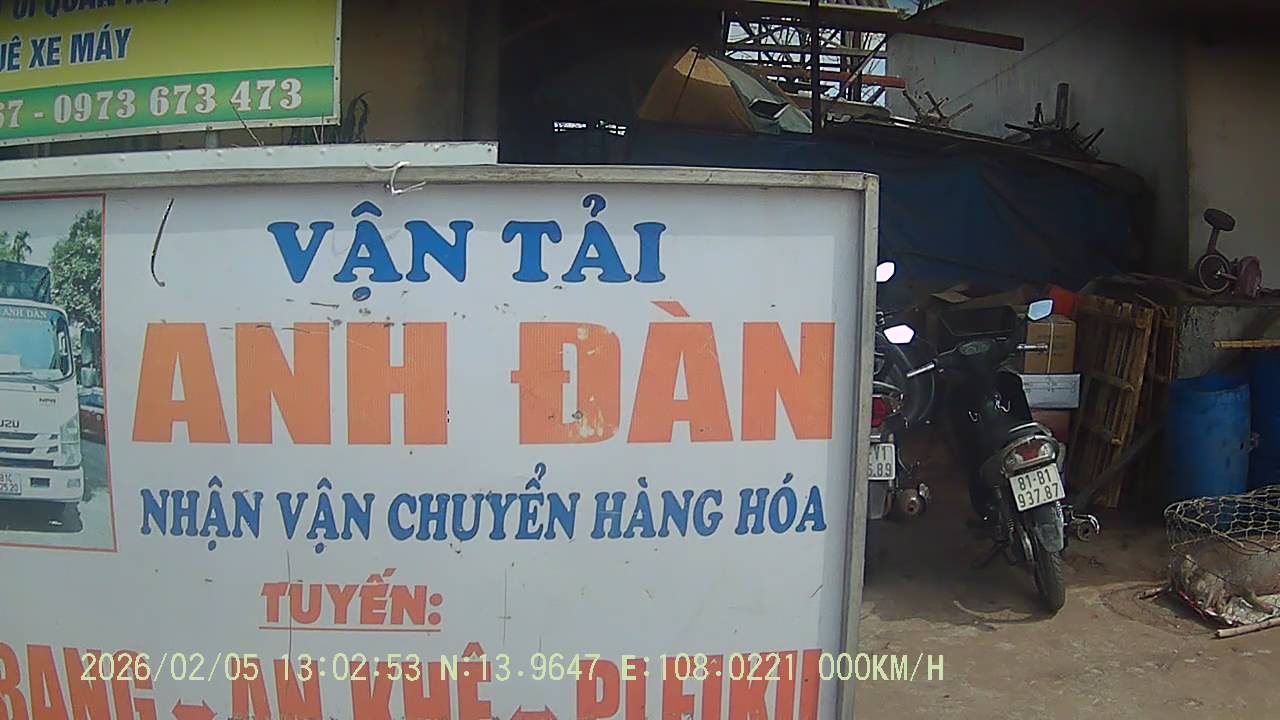 XE MÁY
- 0973 673 473
VẬN TẢI
ANH ĐÀN
NHẬN VẬN CHUYỂN HÀNG HÓA
TUYẾN:
BANG ↔ AN KHÊ ↔ PLEIKU
ANH ĐÀN
81-B1
937.87
2026/02/05 13:02:53 N:13.9647 E:108.0221 000KM/H